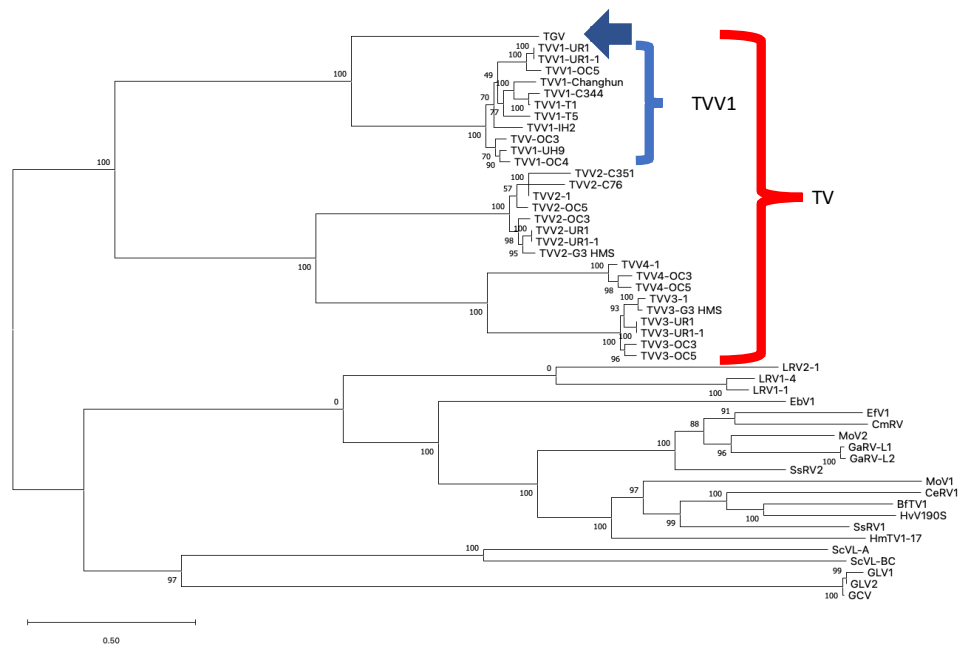 TGV
100
TVV1-UR1
100
TVV1-UR1-1
TVV1-OC5
100
49
100
TVV1-Changhun
TVV1-C344
70
TVV1
100
TVV1-T1
77
TVV1-T5
TVV1-IH2
100
TVV-OC3
70
TVV1-UH9
90
TVV1-OC4
100
TVV2-C351
100
TVV2-C76
57
TVV2-1
TV
100
TVV2-OC5
TVV2-OC3
100
TVV2-UR1
98
TVV2-UR1-1
95
TVV2-G3 HMS
100
100
TVV4-1
TVV4-OC3
98
TVV4-OC5
100
TVV3-1
93
TVV3-G3 HMS
100
TVV3-UR1
100
TVV3-UR1-1
100
TVV3-OC3
96
TVV3-OC5
0
LRV2-1
LRV1-4
100
LRV1-1
0
EbV1
91
EfV1
88
CmRV
100
MoV2
96
GaRV-L1
100
100
GaRV-L2
SsRV2
97
MoV1
100
100
CeRV1
BfTV1
100
HvV190S
99
SsRV1
100
HmTV1-17
100
ScVL-A
ScVL-BC
97
99
GLV1
GLV2
100
GCV
0.50